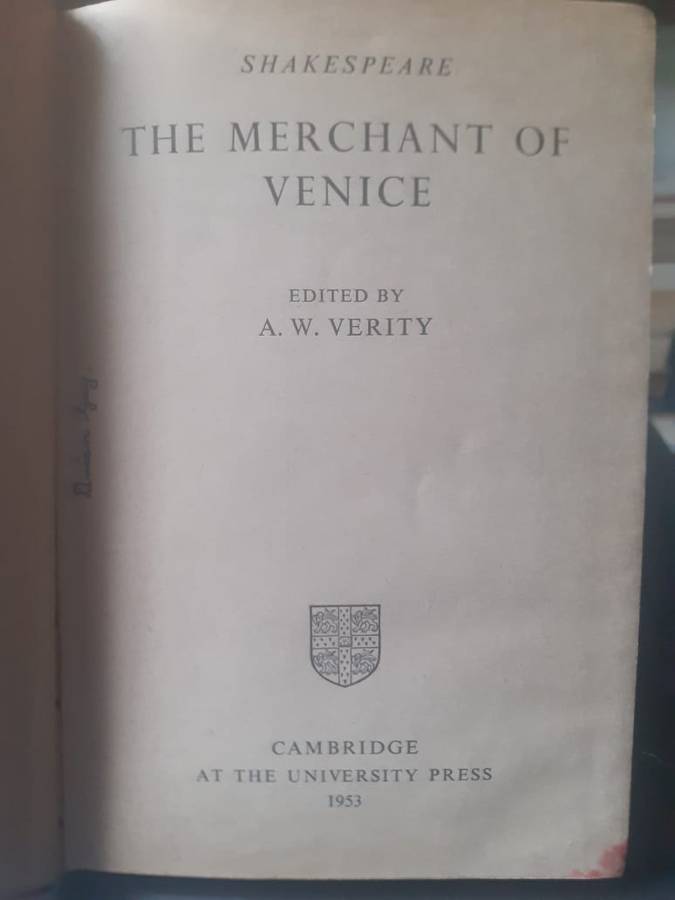 SHAKESPEARE
THE MERCHANT OF
VENICE
EDITED BY
A. W. VERITY
CAMBRIDGE
AT THE UNIVERSITY PRESS
1953